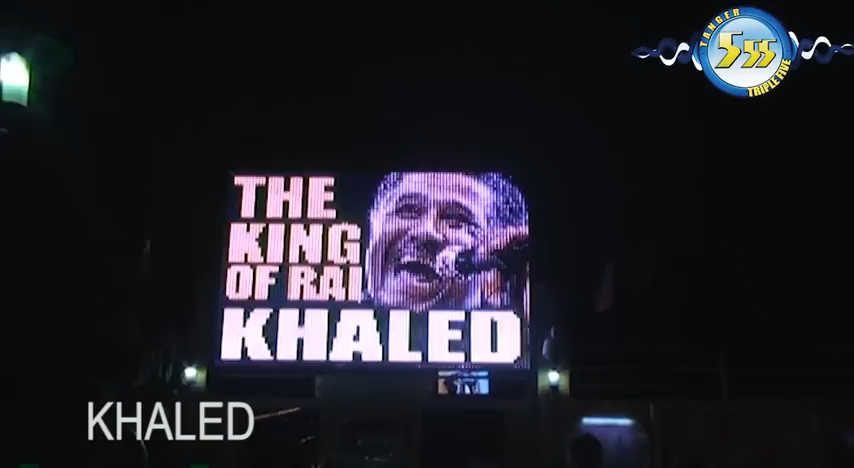 TANGER
555
TRIPLE FIVE
THE
KING
OF RAI
KHALED
KHALED